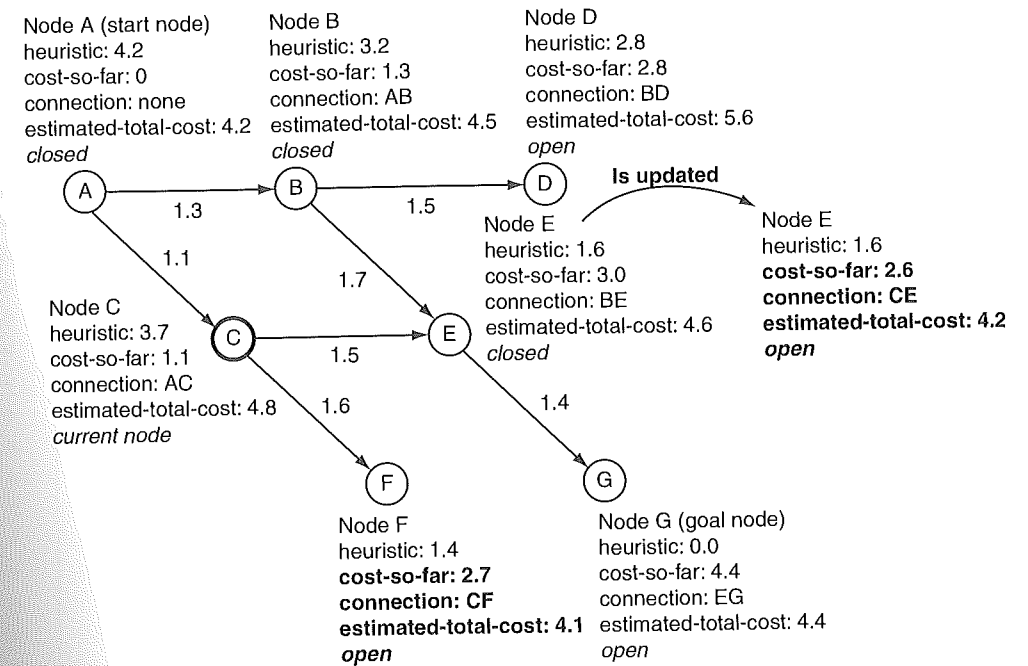 Node A (start node)
heuristic: 4.2
cost-so-far: 0
connection: none
estimated-total-cost: 4.2
closed
Node B
heuristic: 3.2
cost-so-far: 1.3
connection: AB
estimated-total-cost: 4.5
closed
Node D
heuristic: 2.8
cost-so-far: 2.8
connection: BD
estimated-total-cost: 5.6
open
A
1.3
B
1.5
D
Is updated
1.1
1.7
Node E
heuristic: 1.6
cost-so-far: 3.0
connection: BE
estimated-total-cost: 4.6
closed
Node E
heuristic: 1.6
cost-so-far: 2.6
connection: CE
estimated-total-cost: 4.2
open
Node C
heuristic: 3.7
cost-so-far: 1.1
connection: AC
estimated-total-cost: 4.8
current node
C
1.5
E
1.6
1.4
F
G
Node F
heuristic: 1.4
cost-so-far: 2.7
connection: CF
estimated-total-cost: 4.1
open
Node G (goal node)
heuristic: 0.0
cost-so-far: 4.4
connection: EG
estimated-total-cost: 4.4
open